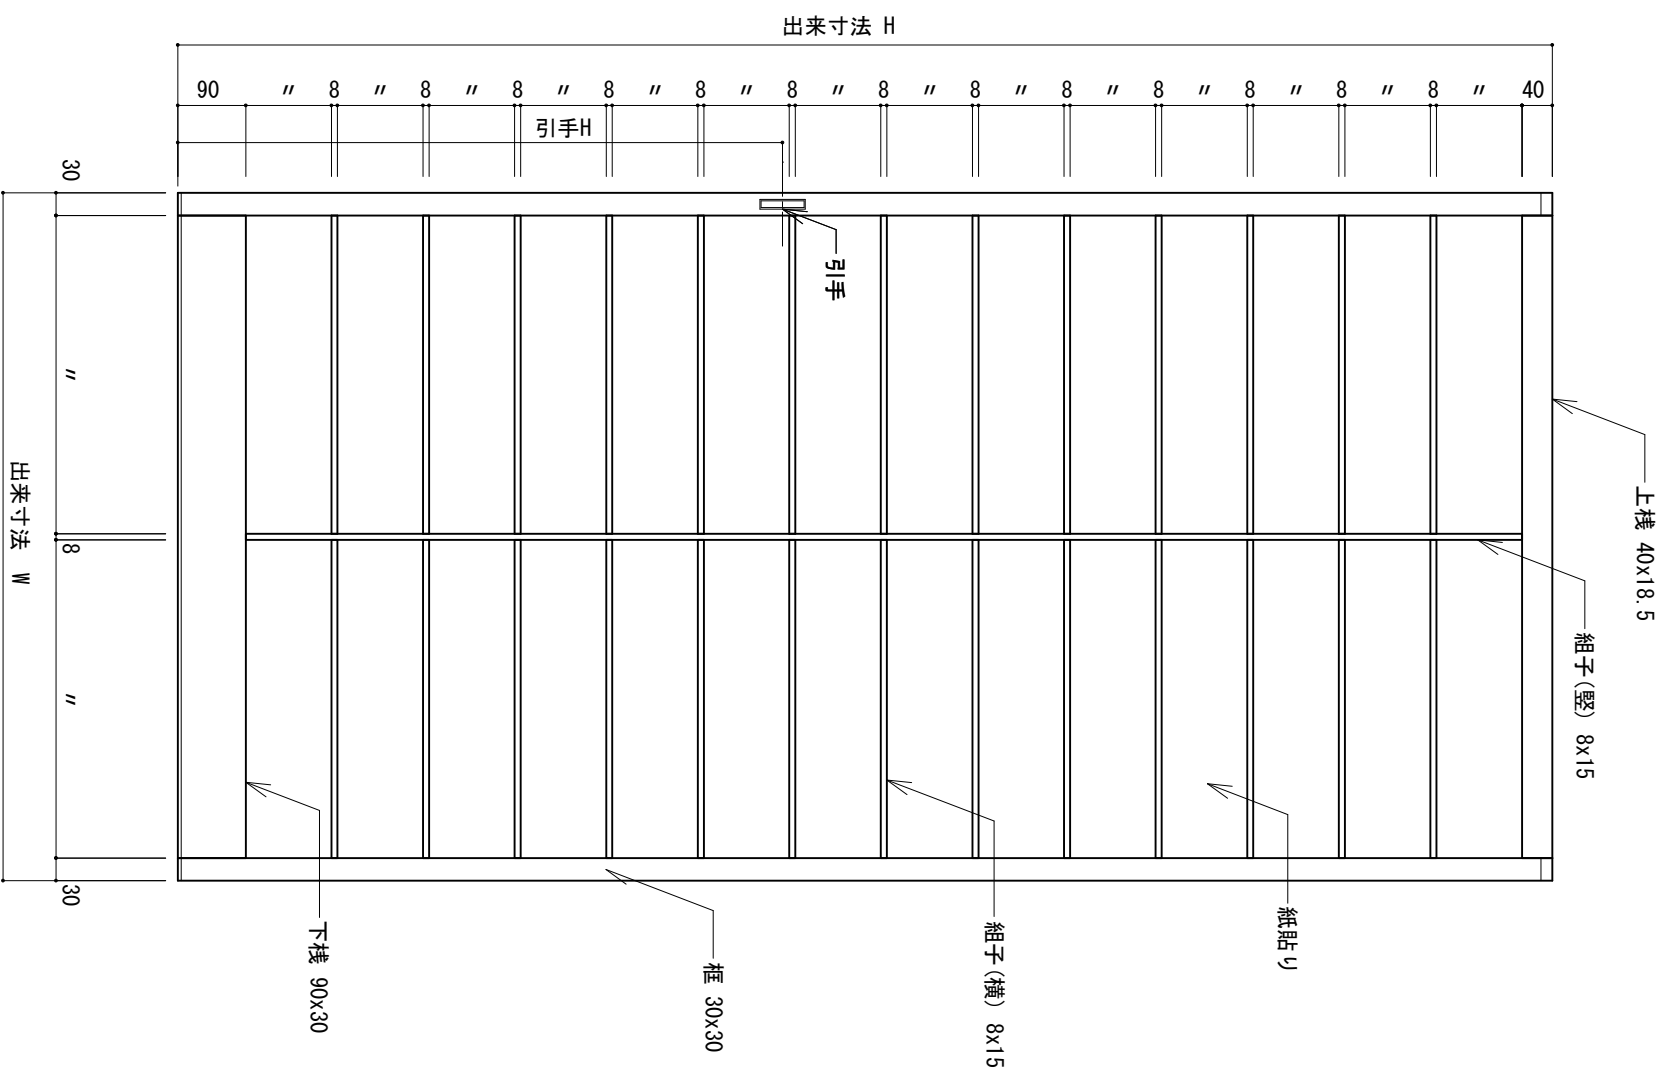 出来寸法 H
90 〃 8 〃 8 〃 8 〃 8 〃 8 〃 8 〃 8 〃 8 〃 8 〃 8 〃 8 〃 8 〃 8 〃 40
引手H
30
〃
8
〃
30
出来寸法 W
引手
上桟 40x18.5
組子(竪) 8x15
紙貼り
組子(横) 8x15
框 30x30
下桟 90x30